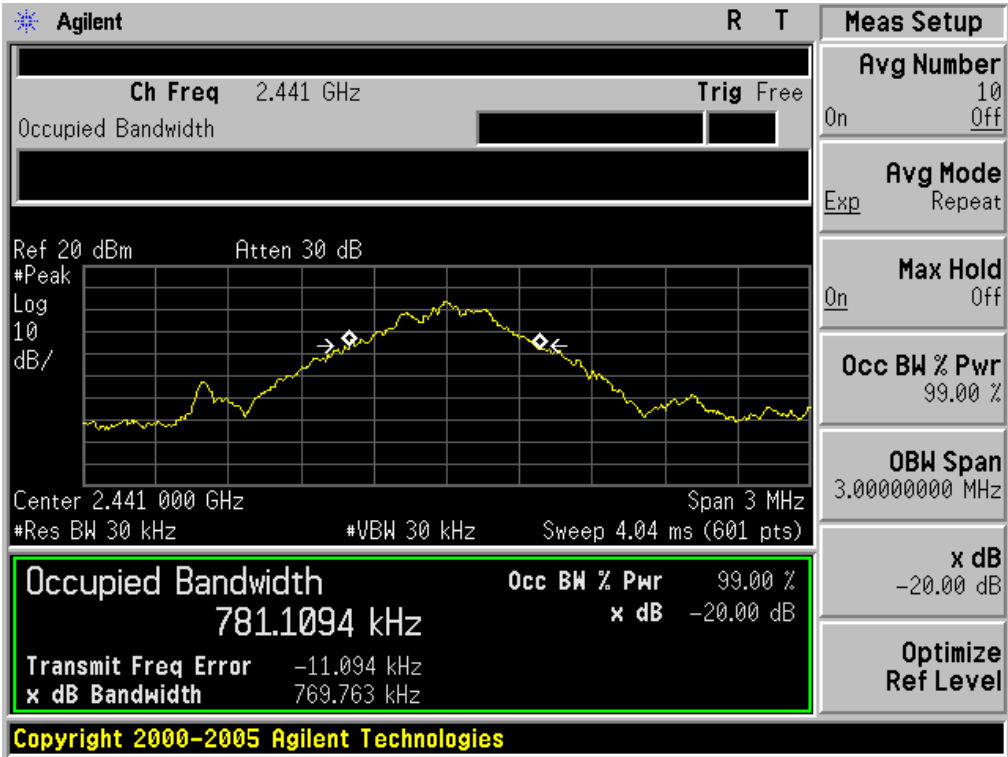 Agilent R T
Ch Freq 2.441 GHz Trig Free
Occupied Bandwidth
Ref 20 dBm Atten 30 dB
#Peak
Log
10
dB/
Center 2.441 000 GHz Span 3 MHz
#Res BW 30 kHz #VBW 30 kHz Sweep 4.04 ms (601 pts)
Occupied Bandwidth Occ BW % Pwr 99.00 %
781.1094 kHz x dB -20.00 dB
Transmit Freq Error -11.094 kHz
x dB Bandwidth 769.763 kHz
Copyright 2000-2005 Agilent Technologies
Meas Setup
Avg Number
10
On Off
Avg Mode
Exp Repeat
Max Hold
On Off
Occ BW % Pwr
99.00 %
OBW Span
3.00000000 MHz
x dB
-20.00 dB
Optimize
Ref Level